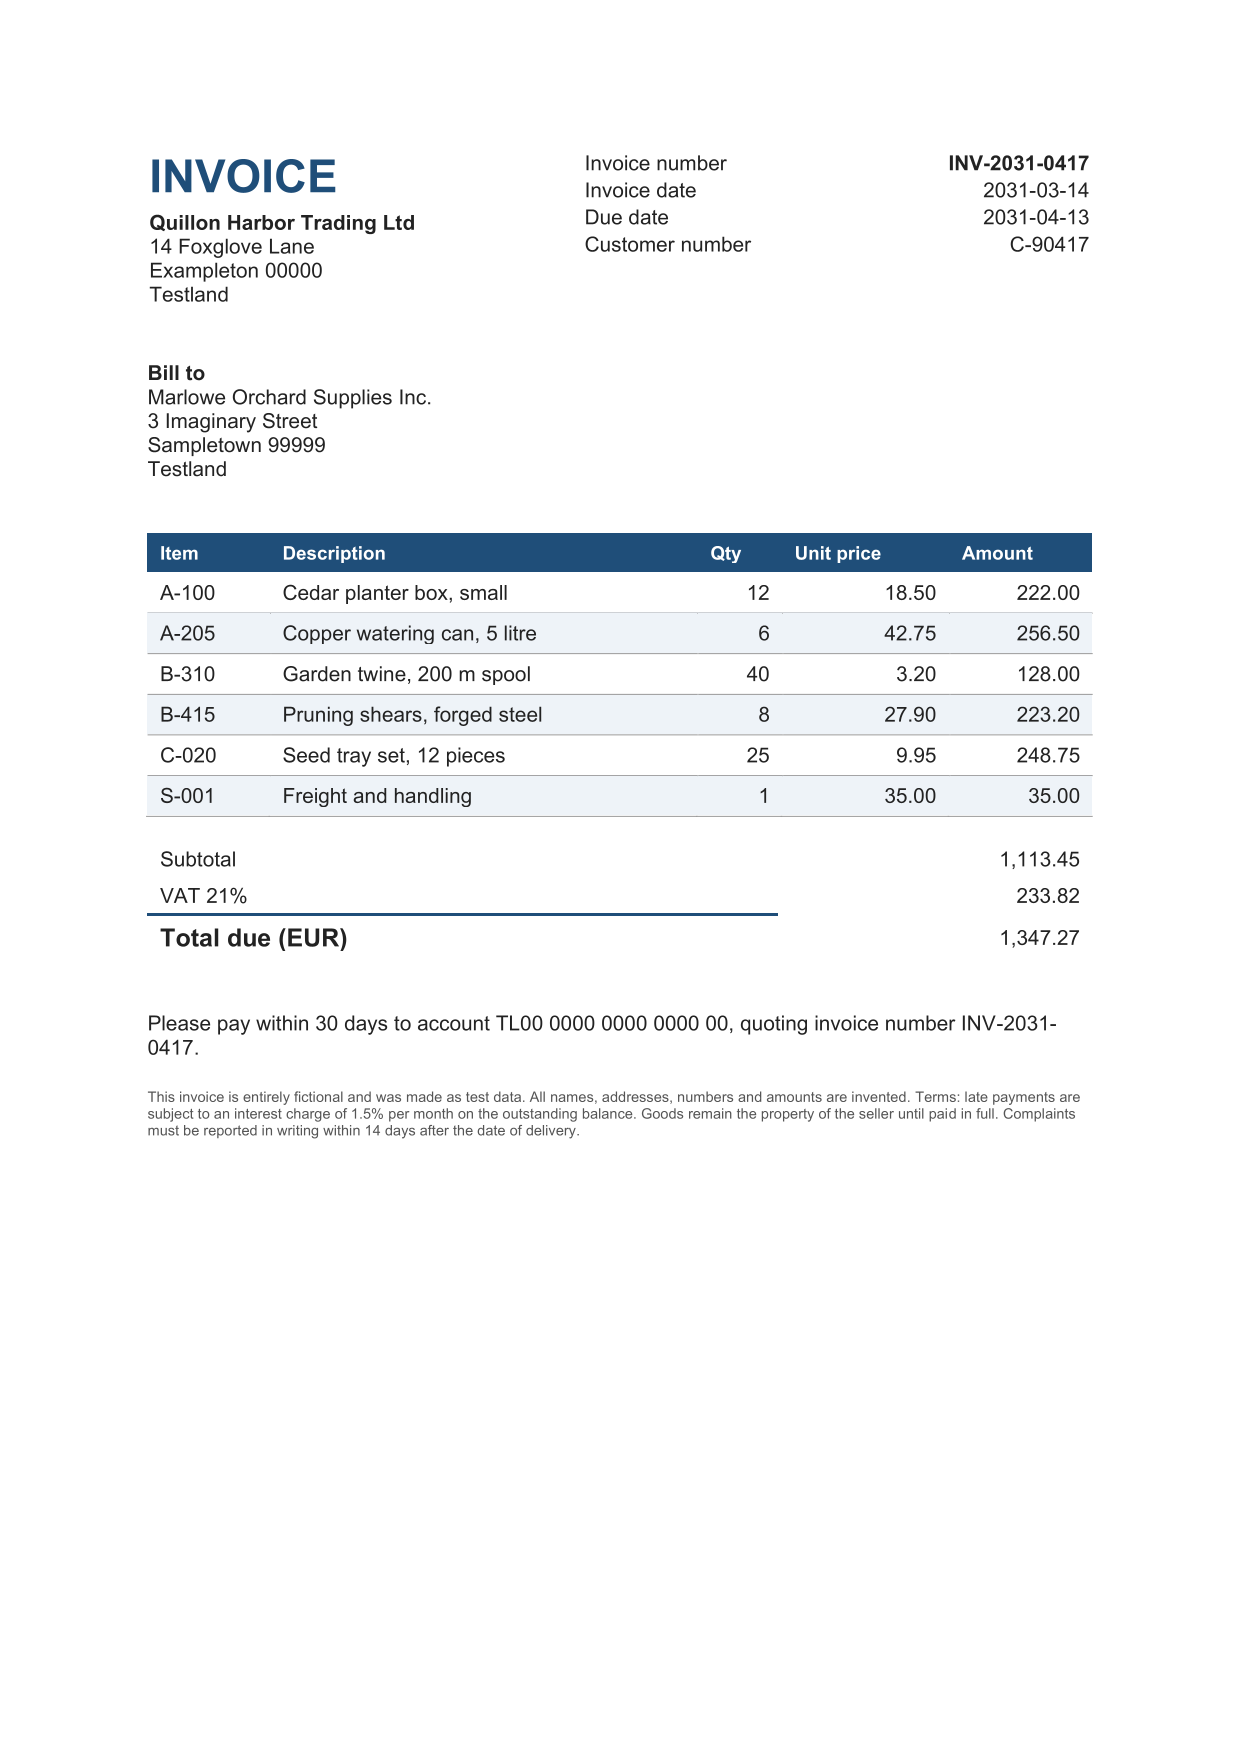 INVOICE
Quillon Harbor Trading Ltd
14 Foxglove Lane
Exampleton 00000
Testland
Invoice number INV-2031-0417
Invoice date 2031-03-14
Due date 2031-04-13
Customer number C-90417
Bill to
Marlowe Orchard Supplies Inc.
3 Imaginary Street
Sampletown 99999
Testland
Item Description Qty Unit price Amount
A-100 Cedar planter box, small 12 18.50 222.00
A-205 Copper watering can, 5 litre 6 42.75 256.50
B-310 Garden twine, 200 m spool 40 3.20 128.00
B-415 Pruning shears, forged steel 8 27.90 223.20
C-020 Seed tray set, 12 pieces 25 9.95 248.75
S-001 Freight and handling 1 35.00 35.00
Subtotal 1,113.45
VAT 21% 233.82
Total due (EUR) 1,347.27
Please pay within 30 days to account TL00 0000 0000 0000 00, quoting invoice number INV-2031-
0417.
This invoice is entirely fictional and was made as test data. All names, addresses, numbers and amounts are invented. Terms: late payments are
subject to an interest charge of 1.5% per month on the outstanding balance. Goods remain the property of the seller until paid in full. Complaints
must be reported in writing within 14 days after the date of delivery.